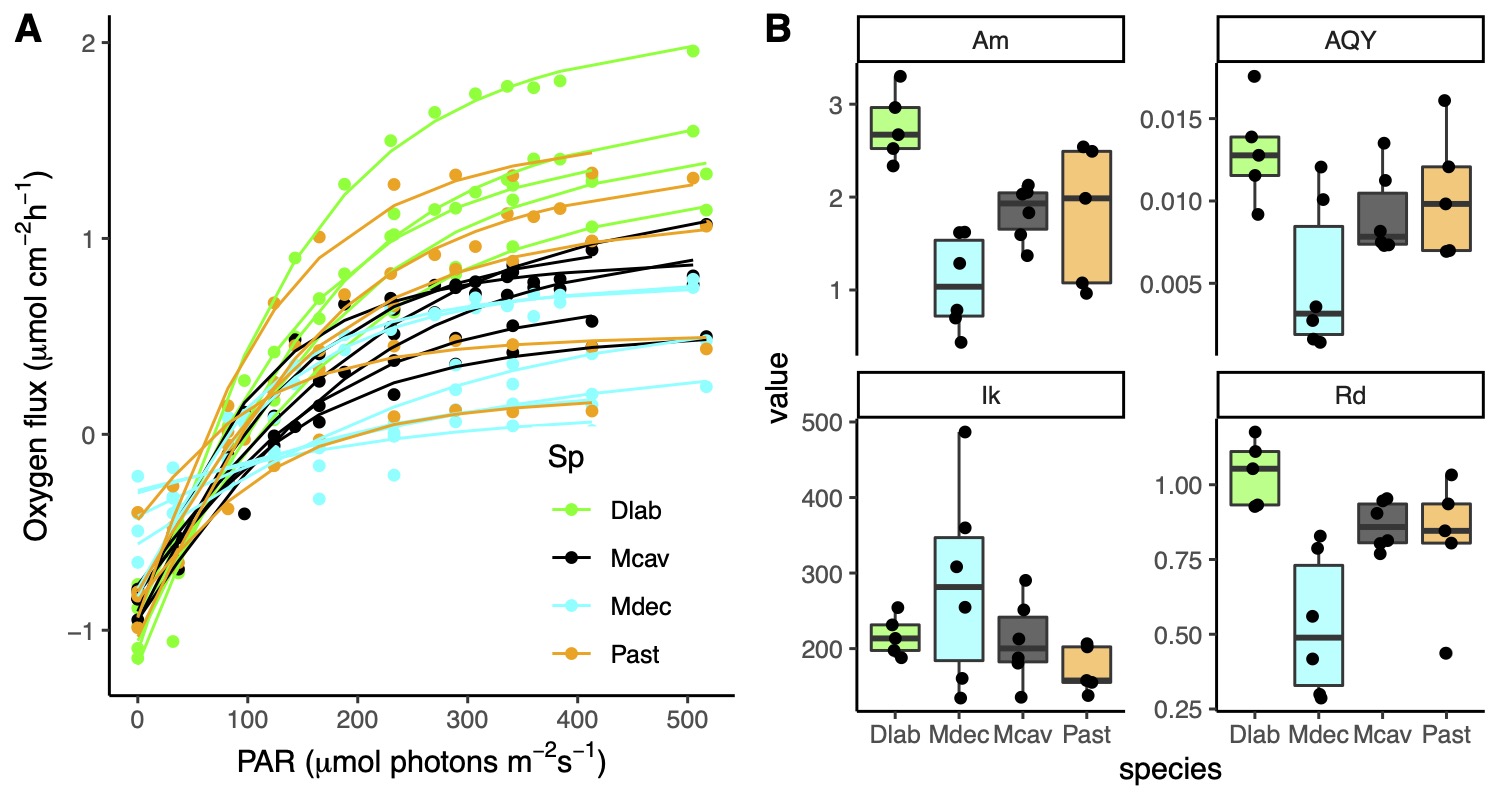 A
Oxygen flux (μmol cm⁻²h⁻¹)
2
1
0
−1
0 100 200 300 400 500
PAR (μmol photons m⁻²s⁻¹)
Sp
Dlab
Mcav
Mdec
Past
B
value
Am
3
2
1
AQY
0.015
0.010
0.005
Ik
500
400
300
200
Dlab Mdec Mcav Past
Rd
1.00
0.75
0.50
0.25
Dlab Mdec Mcav Past
species